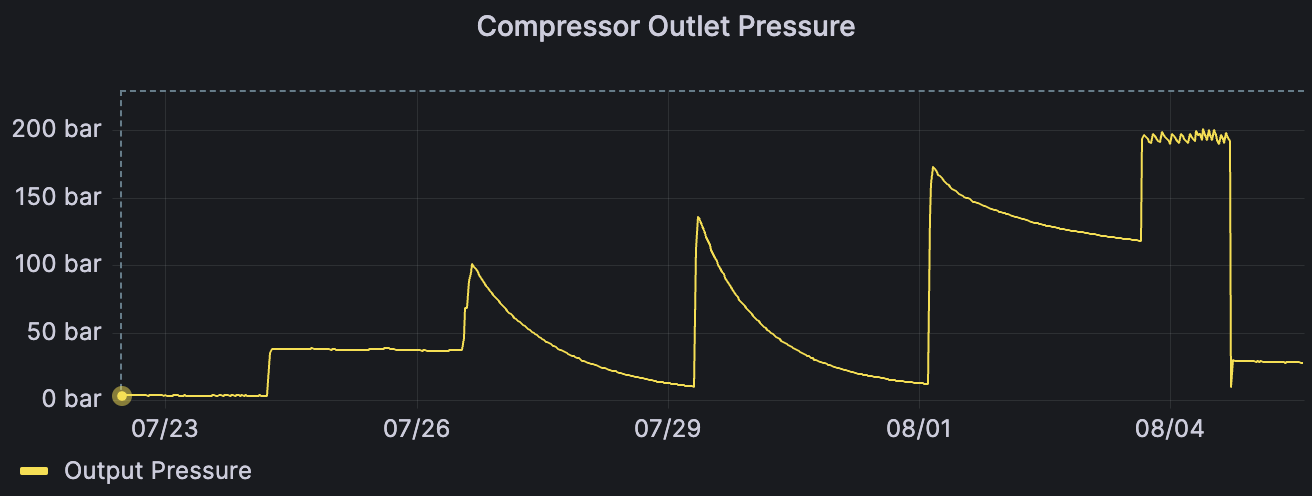 Compressor Outlet Pressure
200 bar
150 bar
100 bar
50 bar
0 bar
07/23 07/26 07/29 08/01 08/04
Output Pressure